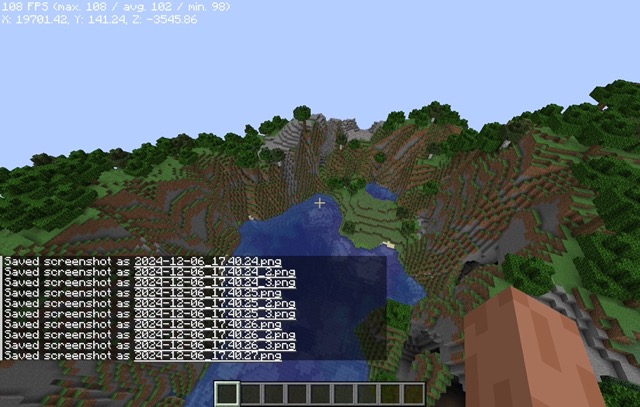 108 FPS (max. 108 / avg. 102 / min. 98)
X: 19701.42, Y: 141.24, Z: -3545.86
Saved screenshot as 2024-12-06_17.40.24.png
Saved screenshot as 2024-12-06_17.40.24_2.png
Saved screenshot as 2024-12-06_17.40.24_3.png
Saved screenshot as 2024-12-06_17.40.25.png
Saved screenshot as 2024-12-06_17.40.25_2.png
Saved screenshot as 2024-12-06_17.40.25_3.png
Saved screenshot as 2024-12-06_17.40.26.png
Saved screenshot as 2024-12-06_17.40.26_2.png
Saved screenshot as 2024-12-06_17.40.26_3.png
Saved screenshot as 2024-12-06_17.40.27.png